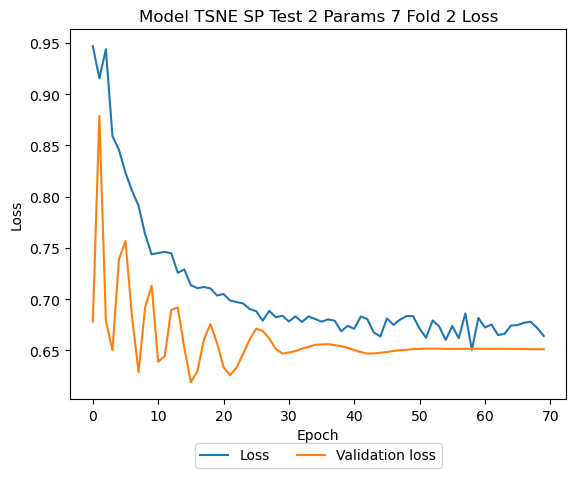 Model TSNE SP Test 2 Params 7 Fold 2 Loss
0.95
0.90
0.85
0.80
0.75
0.70
0.65
Loss
0 10 20 30 40 50 60 70
Epoch
Loss Validation loss